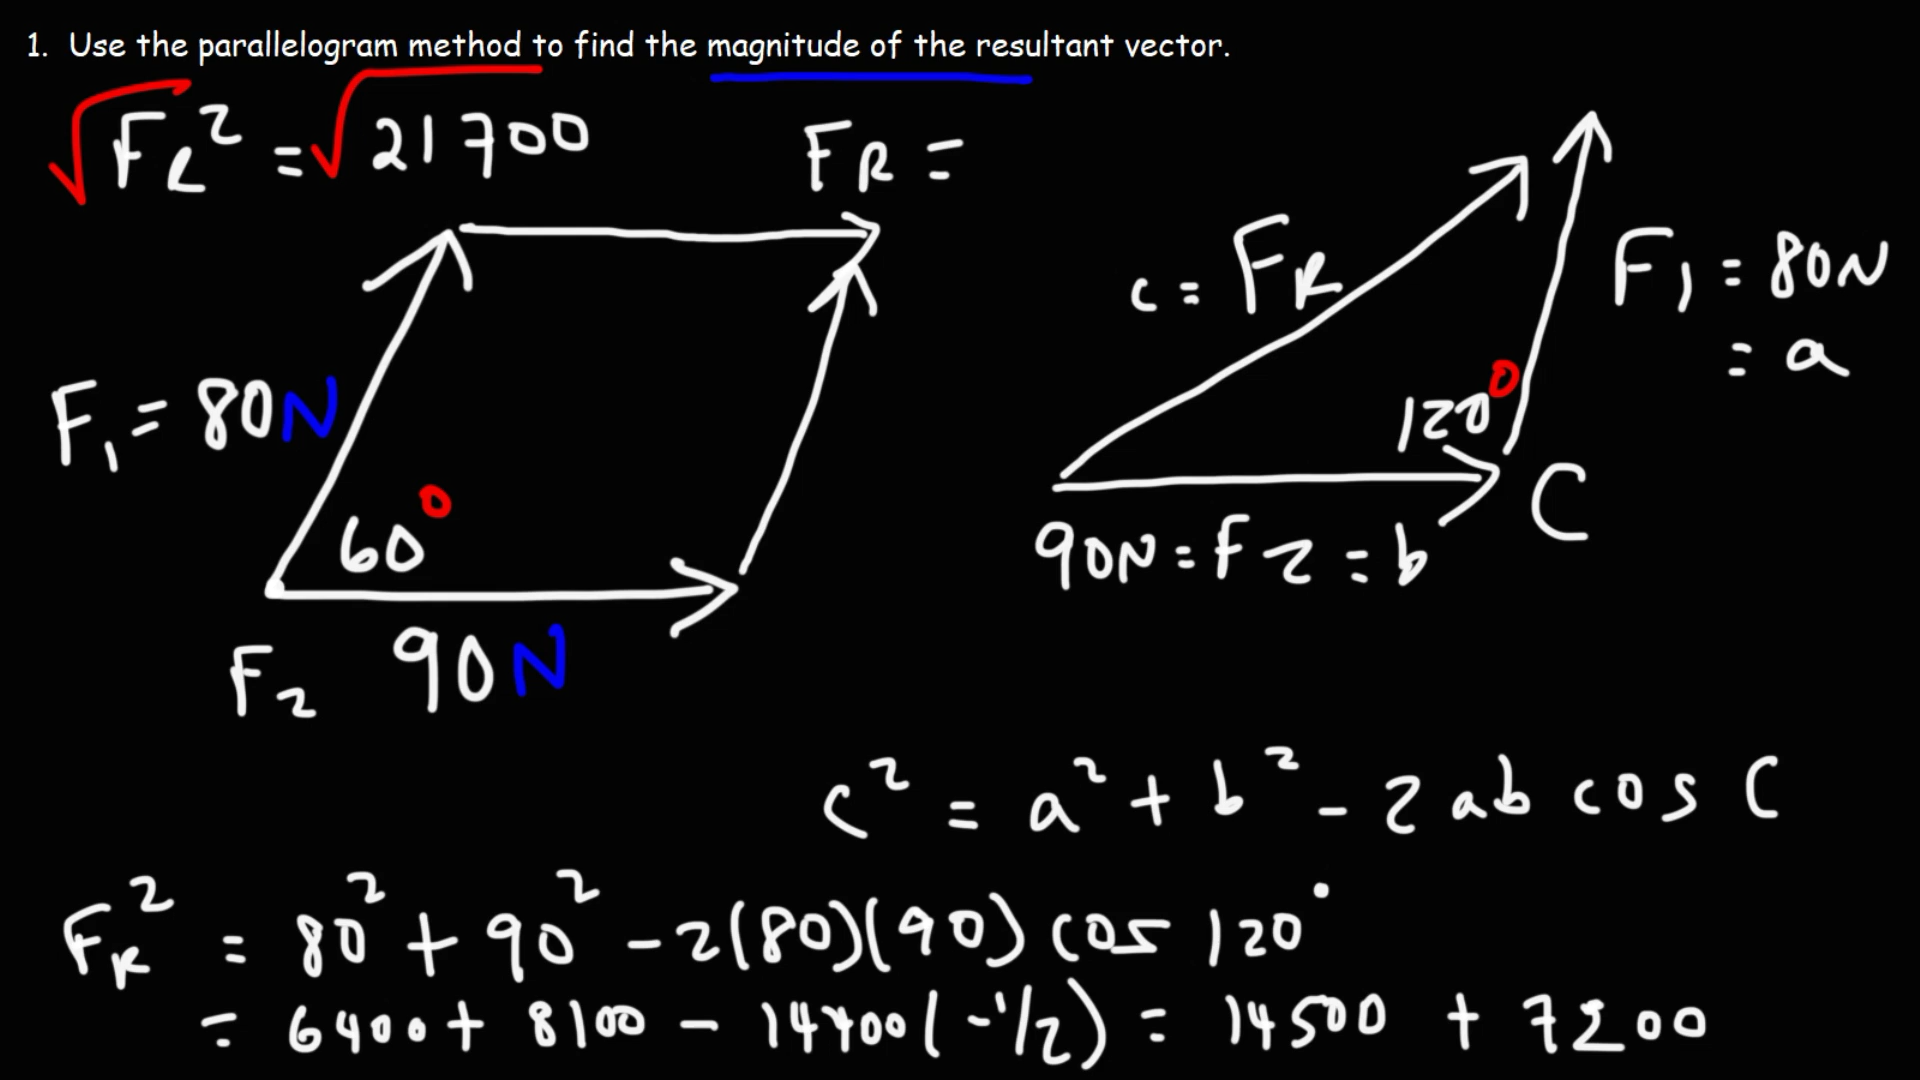 1. Use the parallelogram method to find the magnitude of the resultant vector.
√FR² = √21700
FR =
F1 = 80N
60°
F2 90N
c = FR
F1 = 80N
= a
120°
C
90N = F2 = b
c² = a² + b² - 2ab cos C
FR² = 80² + 90² - 2(80)(90) cos 120°
= 6400 + 8100 - 14400(-1/2) = 14500 + 7200